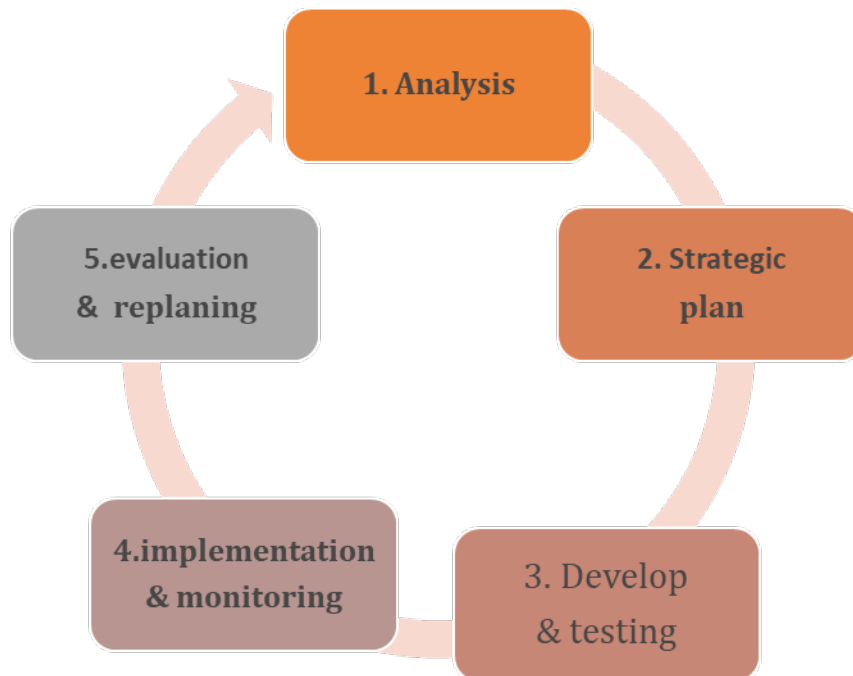 1. Analysis
2. Strategic
plan
3. Develop
& testing
4.implementation
& monitoring
5.evaluation
& replaning